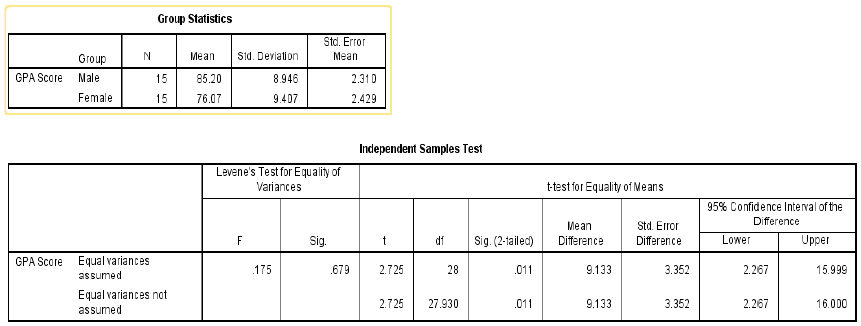 Group Statistics
Group N Mean Std. Deviation Std. Error Mean
GPA Score Male 15 85.20 8.946 2.310
Female 15 76.07 9.407 2.429
Independent Samples Test
Levene's Test for Equality of Variances t-test for Equality of Means
F Sig. t df Sig. (2-tailed) Mean Difference Std. Error Difference 95% Confidence Interval of the Difference
Lower Upper
GPA Score Equal variances assumed .175 .679 2.725 28 .011 9.133 3.352 2.267 15.999
Equal variances not assumed 2.725 27.930 .011 9.133 3.352 2.267 16.000